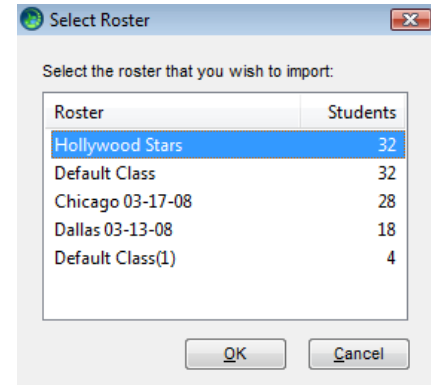 Select Roster
Select the roster that you wish to import:
Roster Students
Hollywood Stars 32
Default Class 32
Chicago 03-17-08 28
Dallas 03-13-08 18
Default Class(1) 4
OK Cancel